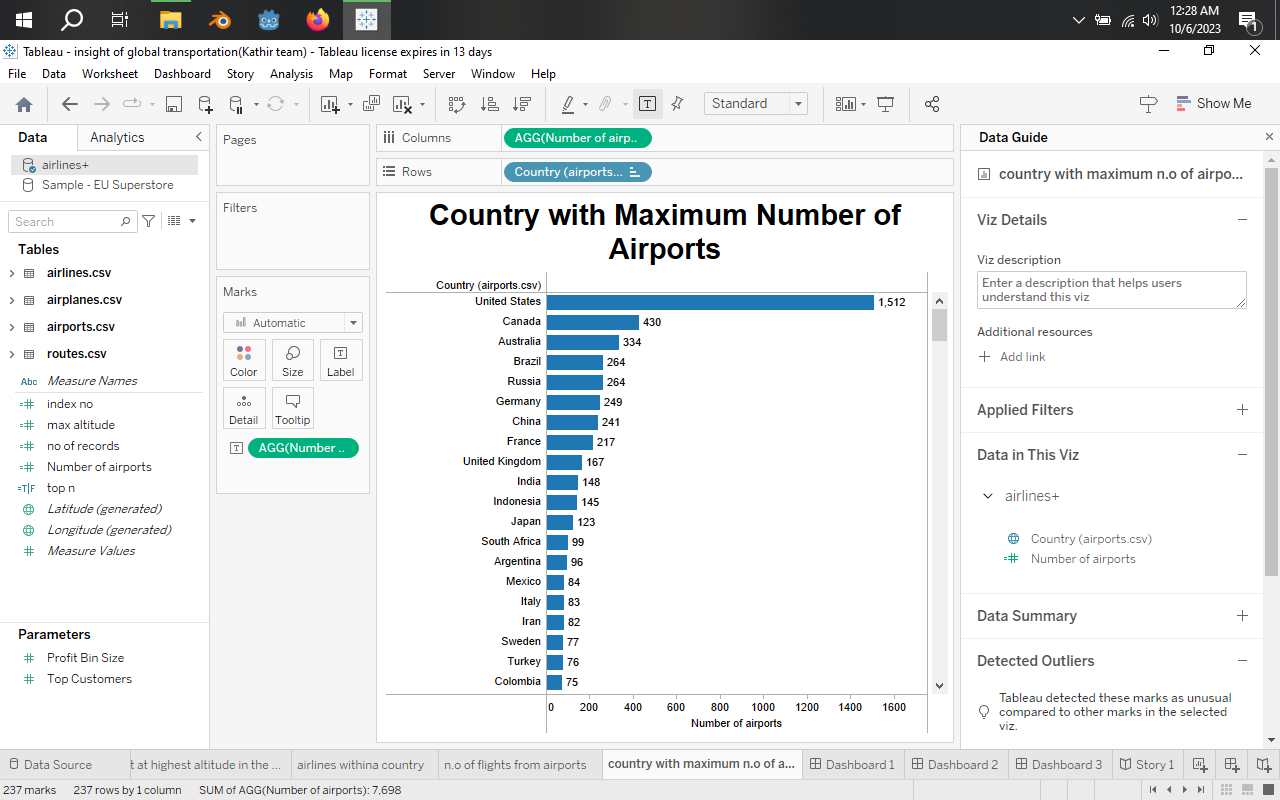 12:28 AM
10/6/2023
1
Tableau - insight of global transportation(Kathir team) - Tableau license expires in 13 days
File Data Worksheet Dashboard Story Analysis Map Format Server Window Help
Standard
Show Me
Data Analytics
airlines+
Sample - EU Superstore
Search
Tables
airlines.csv
airplanes.csv
airports.csv
routes.csv
Abc Measure Names
index no
max altitude
no of records
Number of airports
T|F top n
Latitude (generated)
Longitude (generated)
Measure Values
Parameters
Profit Bin Size
Top Customers
Pages
Filters
Marks
Automatic
Color Size Label
Detail Tooltip
AGG(Number ..
Columns AGG(Number of airp..
Rows Country (airports...
Country with Maximum Number of
Airports
Country (airports.csv)
United States 1,512
Canada 430
Australia 334
Brazil 264
Russia 264
Germany 249
China 241
France 217
United Kingdom 167
India 148
Indonesia 145
Japan 123
South Africa 99
Argentina 96
Mexico 84
Italy 83
Iran 82
Sweden 77
Turkey 76
Colombia 75
0 200 400 600 800 1000 1200 1400 1600
Number of airports
Data Guide
country with maximum n.o of airpo...
Viz Details
Viz description
Enter a description that helps users
understand this viz
Additional resources
Add link
Applied Filters
Data in This Viz
airlines+
Country (airports.csv)
Number of airports
Data Summary
Detected Outliers
Tableau detected these marks as unusual
compared to other marks in the selected
viz.
Data Source
t at highest altitude in the ...
airlines withina country
n.o of flights from airports
country with maximum n.o of a...
Dashboard 1
Dashboard 2
Dashboard 3
Story 1
237 marks 237 rows by 1 column SUM of AGG(Number of airports): 7,698